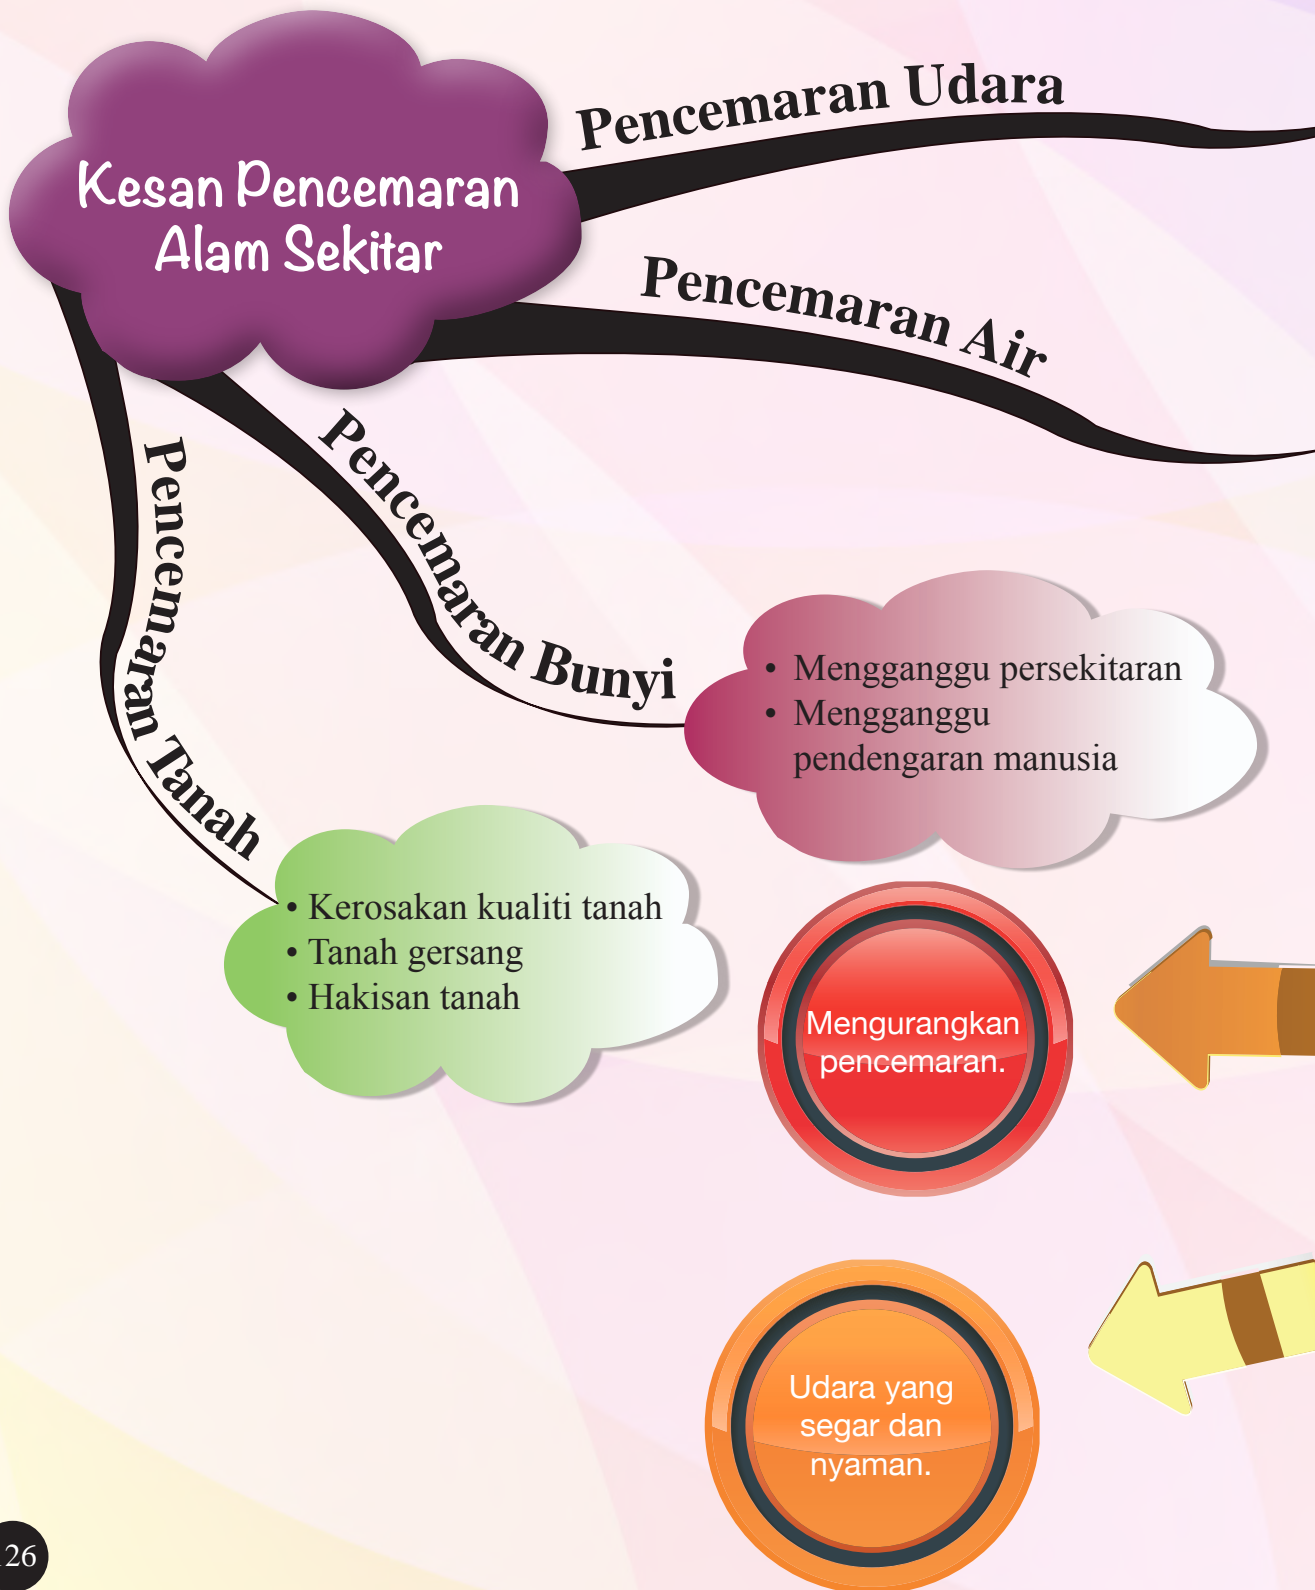 Kesan Pencemaran
Alam Sekitar
Pencemaran Udara
Pencemaran Air
Pencemaran Bunyi
• Mengganggu persekitaran
• Mengganggu
pendengaran manusia
Pencemaran Tanah
• Kerosakan kualiti tanah
• Tanah gersang
• Hakisan tanah
Mengurangkan
pencemaran.
Udara yang
segar dan
nyaman.
26